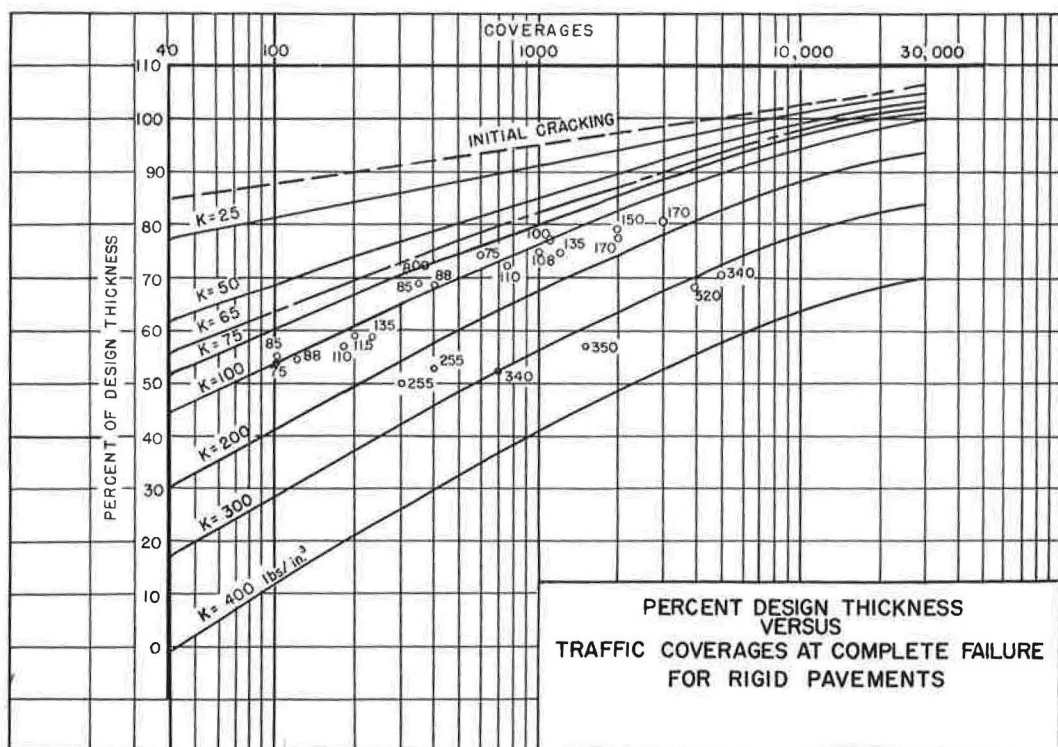 COVERAGES
40 100 1000 10,000 30,000
110
100
90
80
70
60
50
40
30
20
10
0
PERCENT OF DESIGN THICKNESS
INITIAL CRACKING
K=25
K=50
K=65
K=75
K=100
K=200
K=300
K=400 lbs/in.³
170
150
100
170
135
108
110
75
88
85
340
520
350
135
115
110
88
85
75
255
255
340
PERCENT DESIGN THICKNESS
VERSUS
TRAFFIC COVERAGES AT COMPLETE FAILURE
FOR RIGID PAVEMENTS